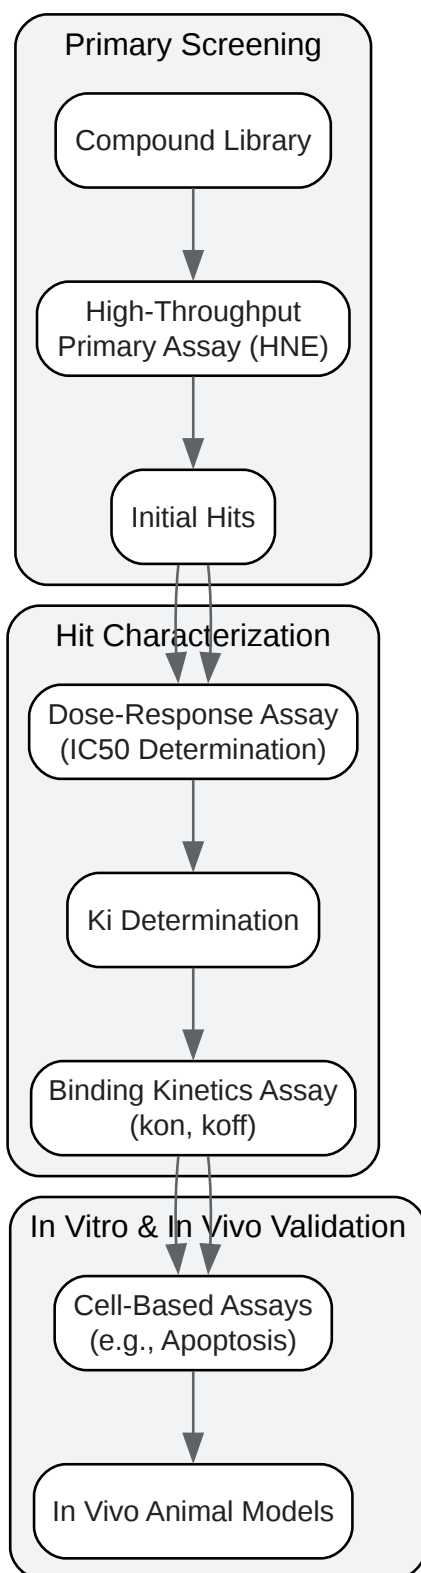 Primary Screening
Compound Library
High-Throughput
Primary Assay (HNE)
Initial Hits
Hit Characterization
Dose-Response Assay
(IC50 Determination)
Ki Determination
Binding Kinetics Assay
(kon, koff)
In Vitro & In Vivo Validation
Cell-Based Assays
(e.g., Apoptosis)
In Vivo Animal Models